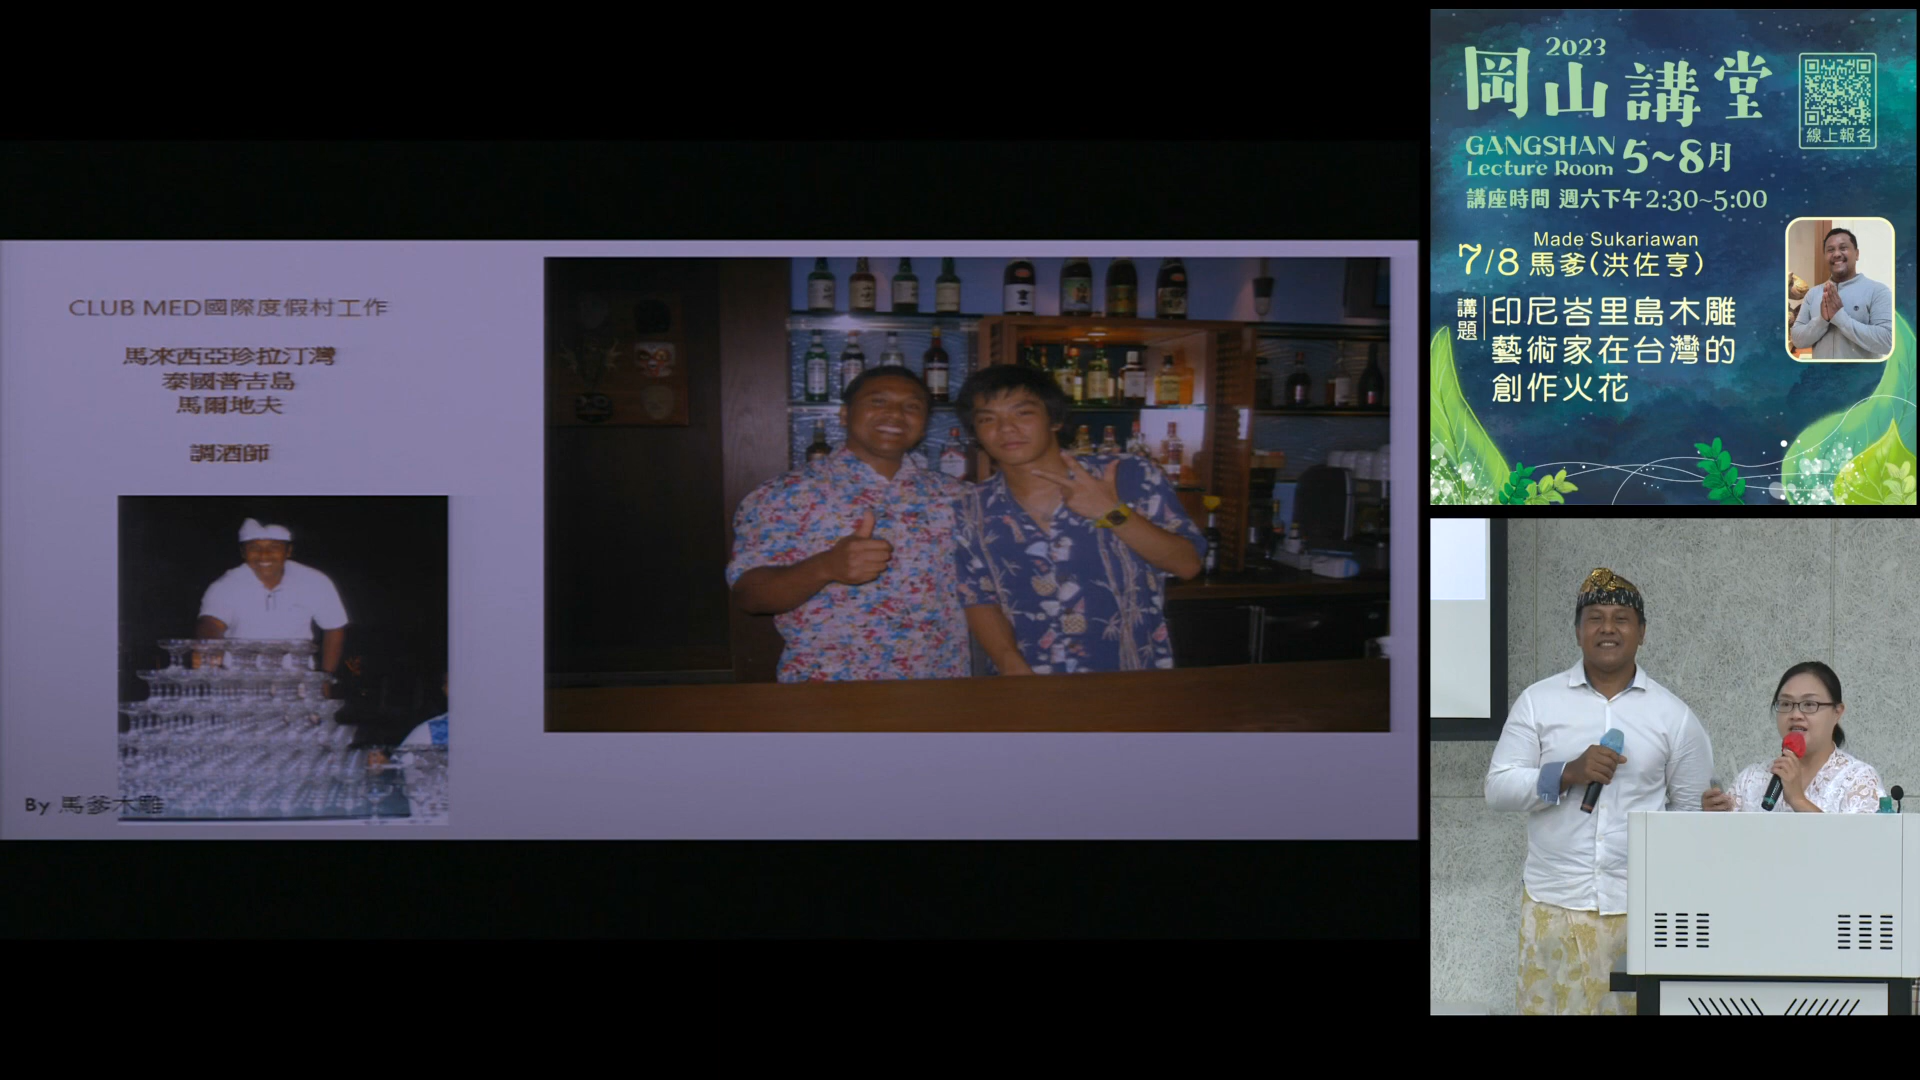 CLUB MED國際度假村工作
馬來西亞珍拉汀灣
泰國普吉島
馬爾地夫
調酒師
By 馬爹木雕
2023
岡山講堂
線上報名
GANGSHAN
Lecture Room
5~8月
講座時間 週六下午2:30~5:00
7/8
Made Sukariawan
馬爹(洪佐亨)
講題
印尼峇里島木雕
藝術家在台灣的
創作火花